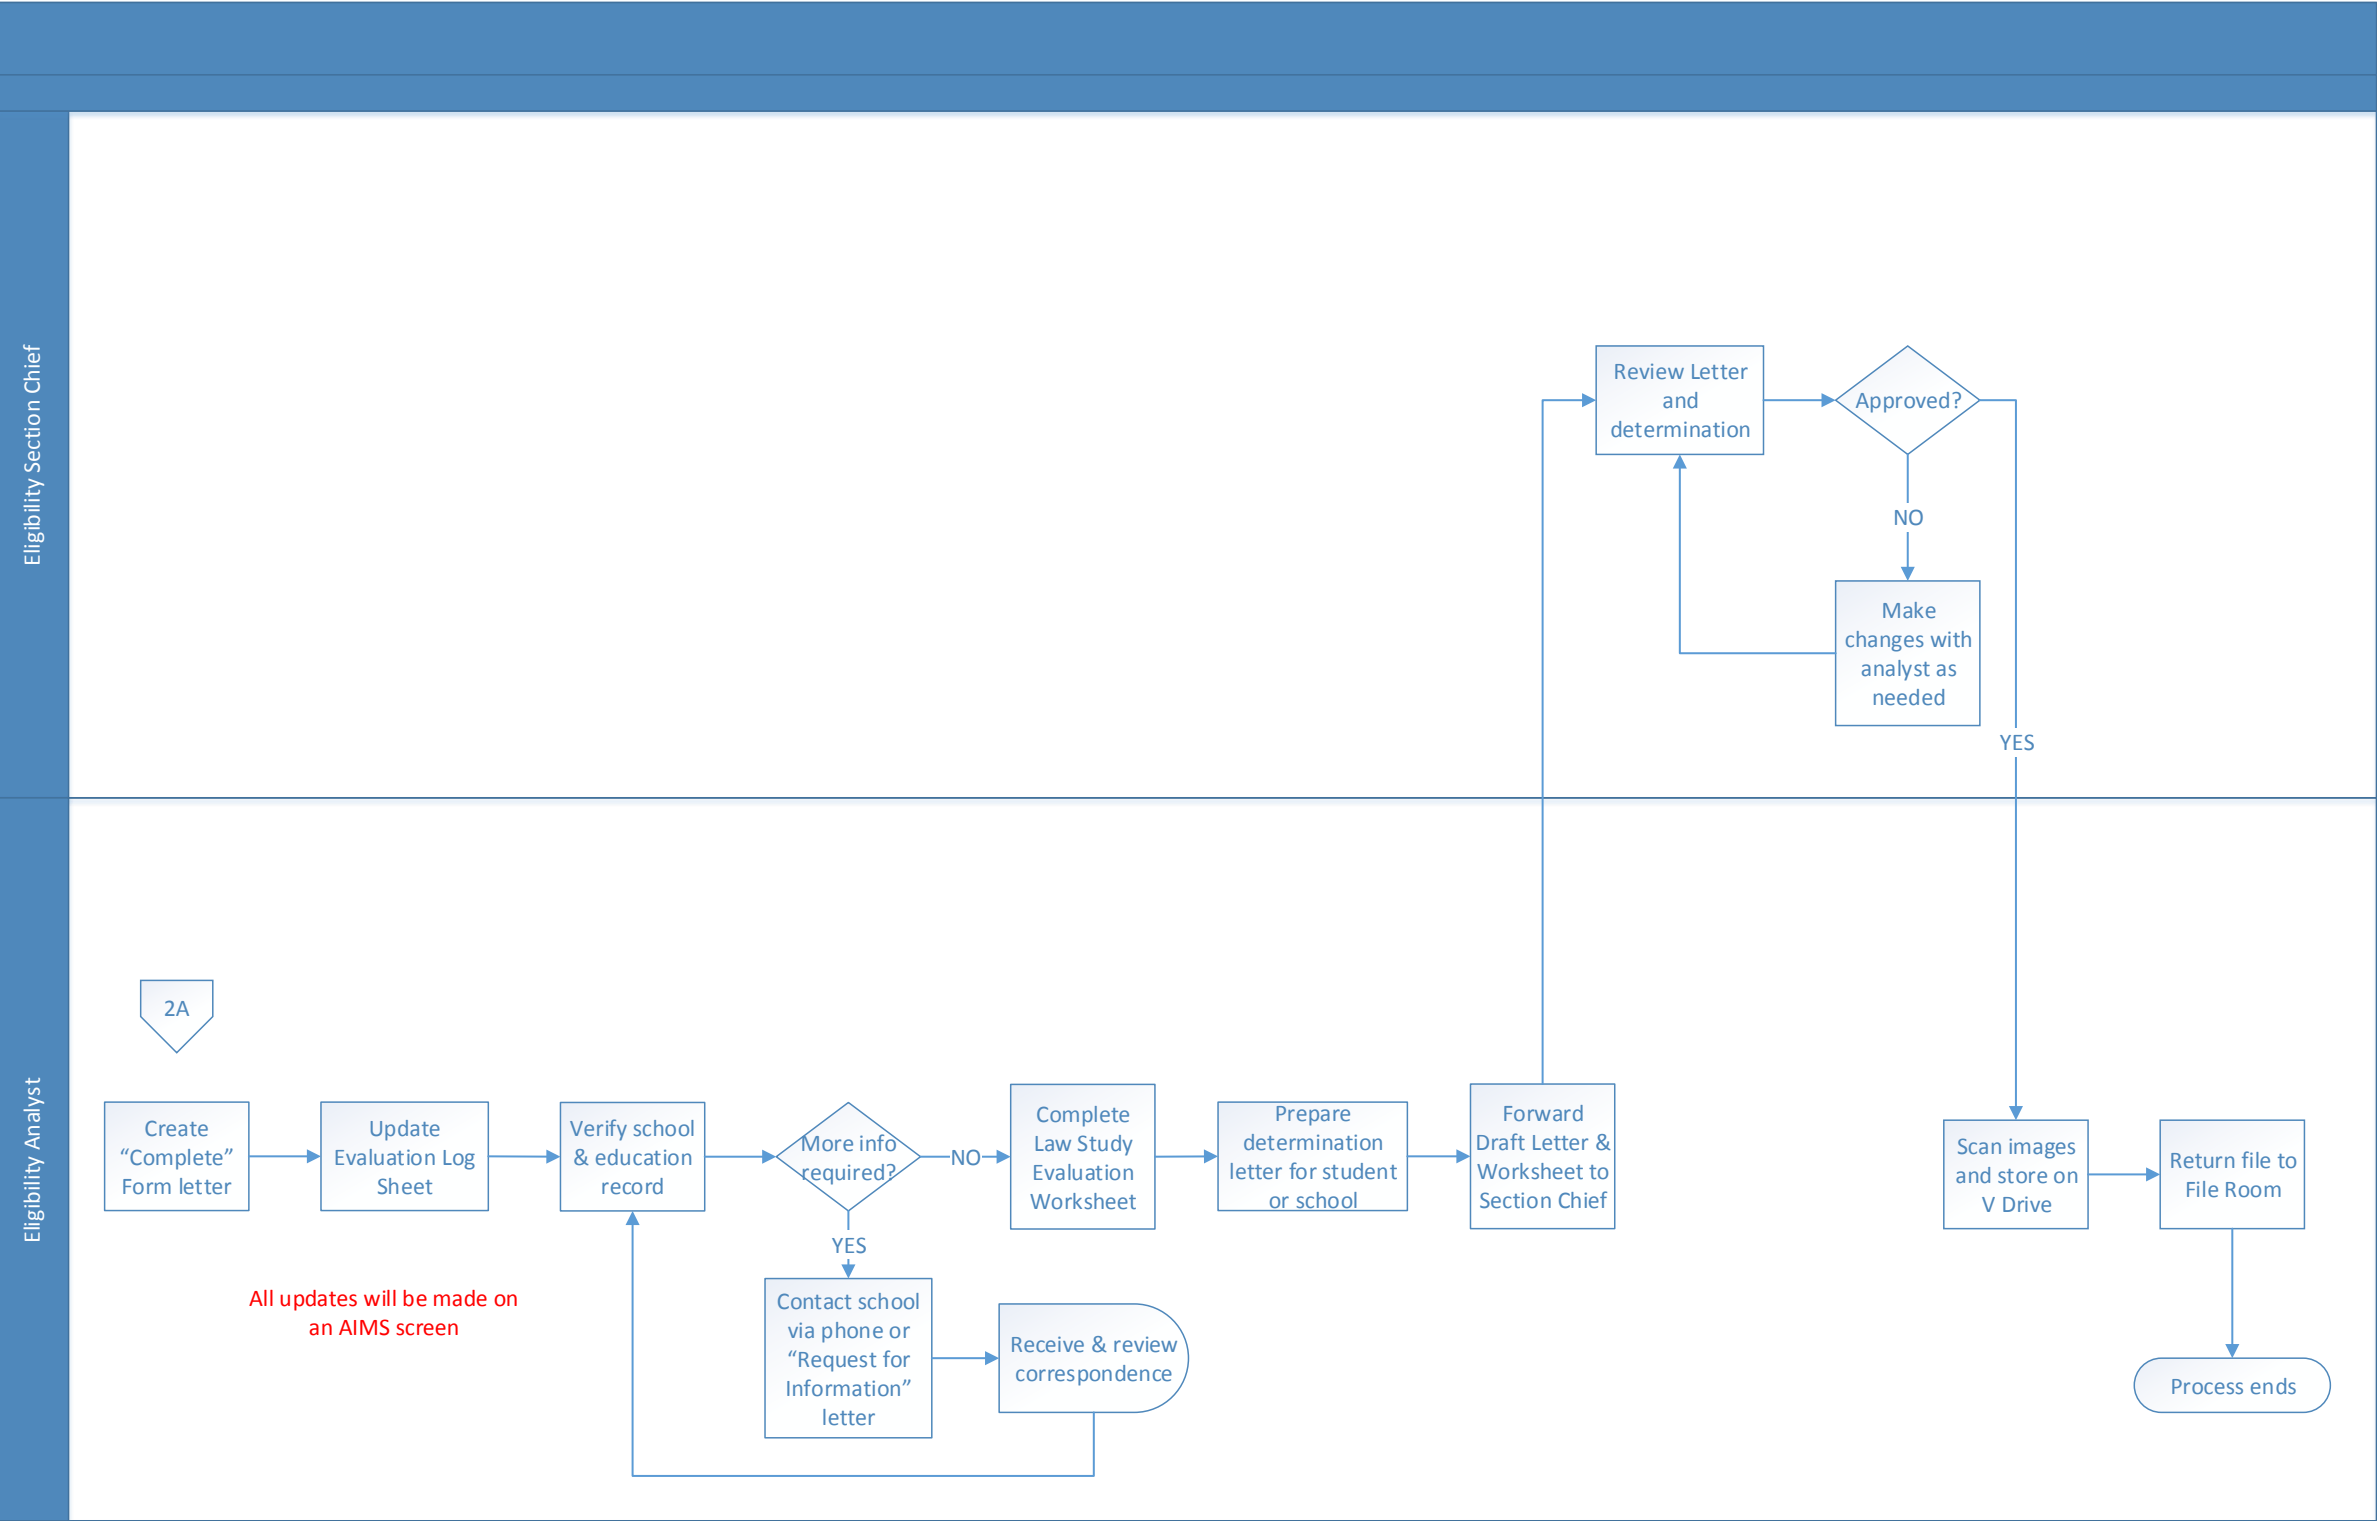 Eligibility Section Chief
Review Letter
and
determination
Approved?
NO
Make
changes with
analyst as
needed
YES
Eligibility Analyst
2A
Create
“Complete”
Form letter
Update
Evaluation Log
Sheet
Verify school
& education
record
More info
required?
NO
Complete
Law Study
Evaluation
Worksheet
Prepare
determination
letter for student
or school
Forward
Draft Letter &
Worksheet to
Section Chief
Scan images
and store on
V Drive
Return file to
File Room
YES
All updates will be made on
an AIMS screen
Contact school
via phone or
“Request for
Information”
letter
Receive & review
correspondence
Process ends